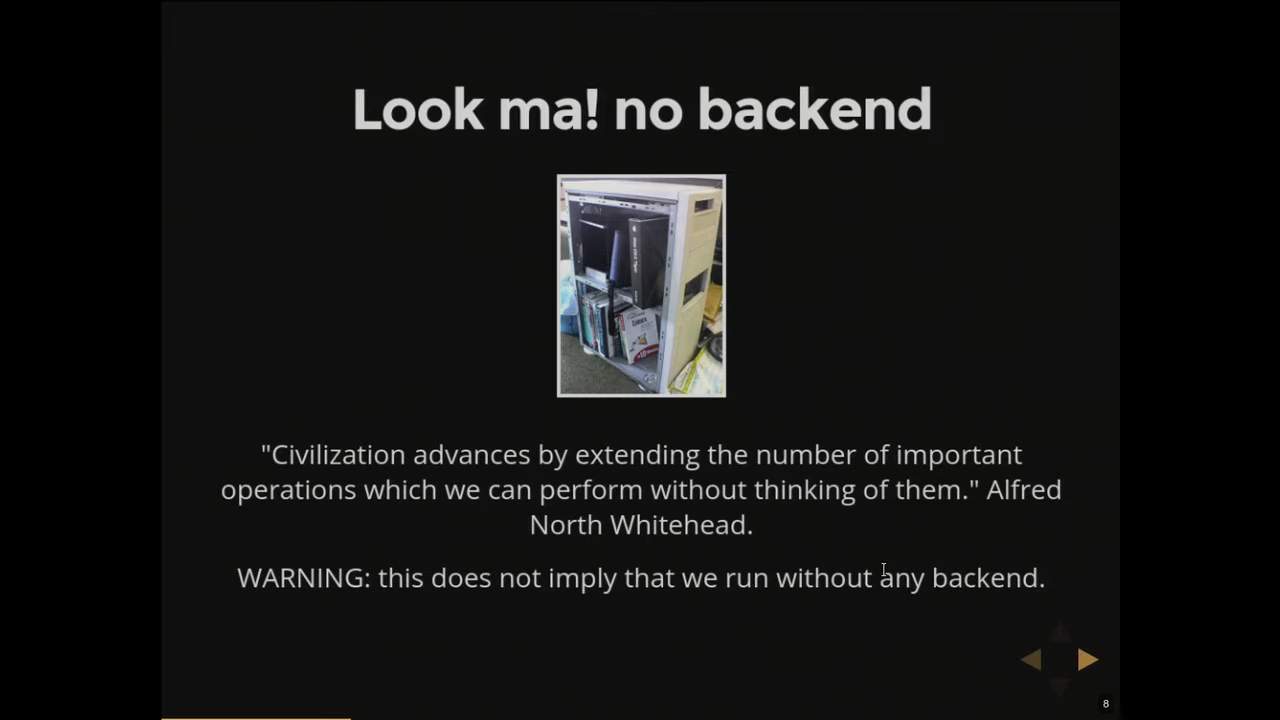 Look ma! no backend
"Civilization advances by extending the number of important
operations which we can perform without thinking of them." Alfred
North Whitehead.
WARNING: this does not imply that we run without any backend.
8